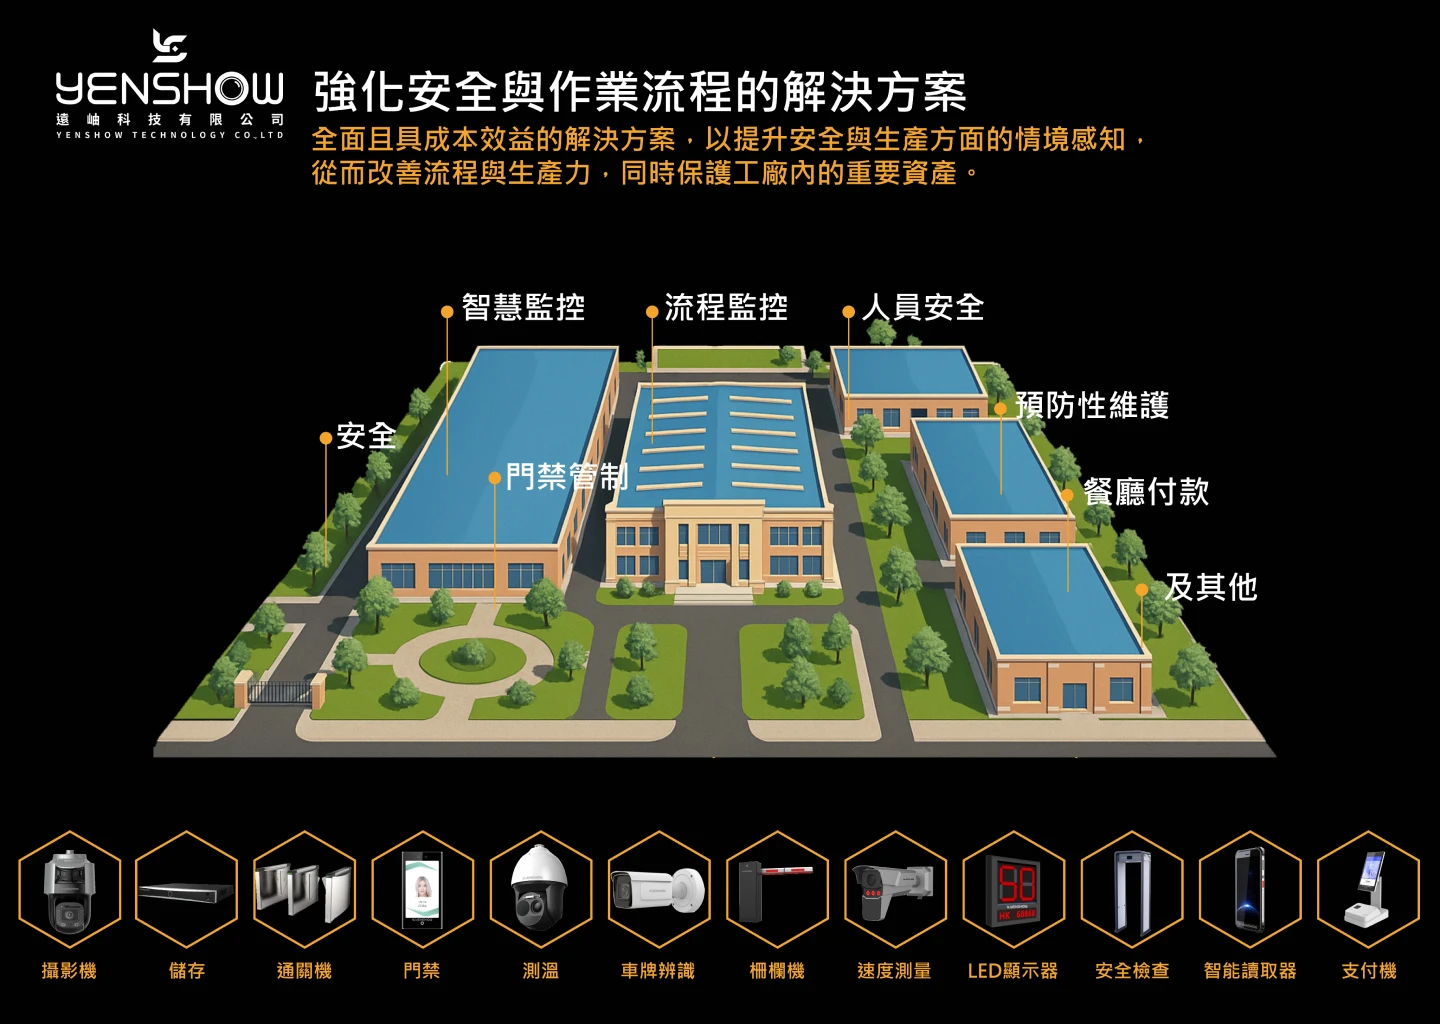 YENSHOW
遠岫科技有限公司
YENSHOW TECHNOLOGY CO.,LTD
強化安全與作業流程的解決方案
全面且具成本效益的解決方案，以提升安全與生產方面的情境感知，
從而改善流程與生產力，同時保護工廠內的重要資產。
智慧監控
流程監控
人員安全
預防性維護
安全
門禁管制
餐廳付款
及其他
50
HK 6086A
攝影機
儲存
通關機
門禁
測溫
車牌辨識
柵欄機
速度測量
LED顯示器
安全檢查
智能讀取器
支付機